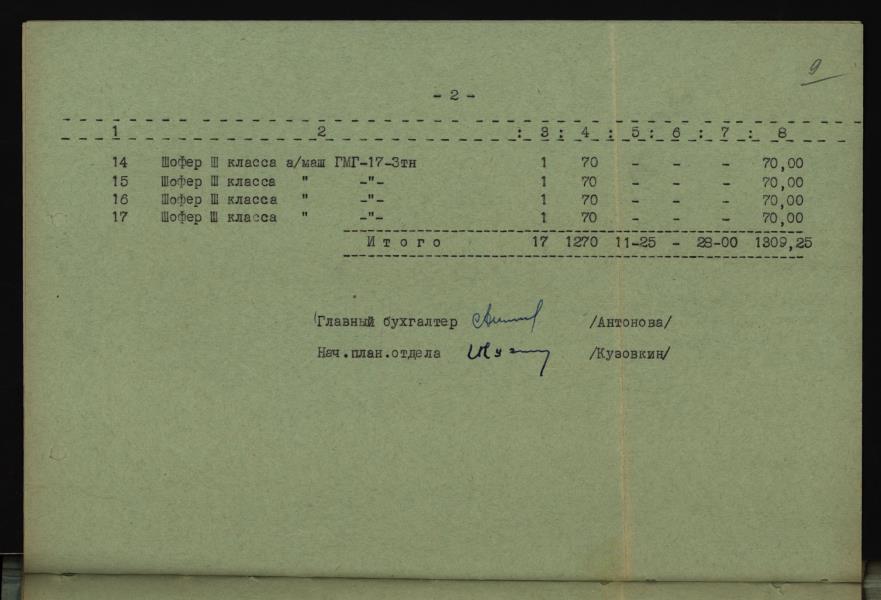 9
- 2 -
1 2 : 3 : 4 : 5 : 6 : 7 : 8
14 Шофер Ш класса а/маш ГМГ-17-3тн 1 70 - - - 70,00
15 Шофер Ш класса " -"- 1 70 - - - 70,00
16 Шофер Ш класса " -"- 1 70 - - - 70,00
17 Шофер Ш класса " -"- 1 70 - - - 70,00
Итого 17 1270 11-25 - 28-00 1309,25
Главный бухгалтер /Антонова/
Нач.план.отдела /Кузовкин/